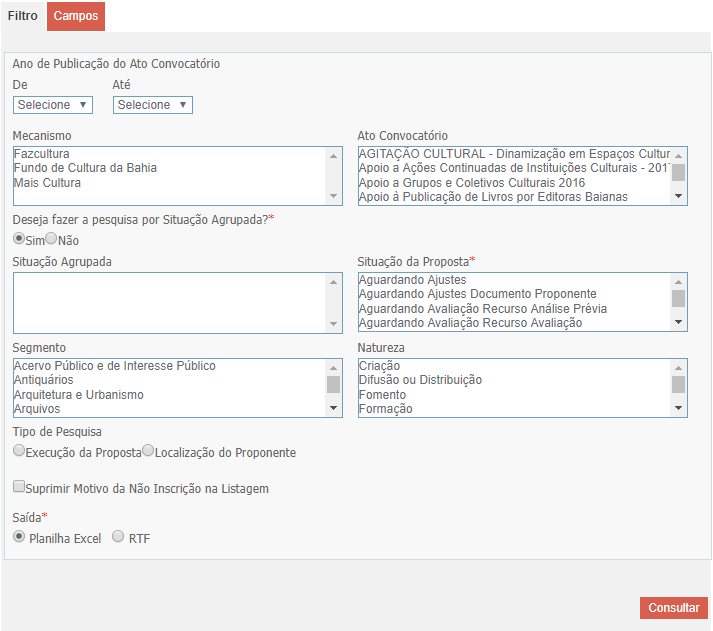 Filtro Campos
Ano de Publicação do Ato Convocatório
De Até
Selecione Selecione
Mecanismo
Fazcultura
Fundo de Cultura da Bahia
Mais Cultura
Ato Convocatório
AGITAÇÃO CULTURAL - Dinamização em Espaços Cultur
Apoio a Ações Continuadas de Instituições Culturais - 2017
Apoio a Grupos e Coletivos Culturais 2016
Apoio à Publicação de Livros por Editoras Baianas
Deseja fazer a pesquisa por Situação Agrupada?*
Sim Não
Situação Agrupada
Situação da Proposta*
Aguardando Ajustes
Aguardando Ajustes Documento Proponente
Aguardando Avaliação Recurso Análise Prévia
Aguardando Avaliação Recurso Avaliação
Segmento
Acervo Público e de Interesse Público
Antiquários
Arquitetura e Urbanismo
Arquivos
Natureza
Criação
Difusão ou Distribuição
Fomento
Formação
Tipo de Pesquisa
Execução da Proposta Localização do Proponente
Suprimir Motivo da Não Inscrição na Listagem
Saída*
Planilha Excel RTF
Consultar